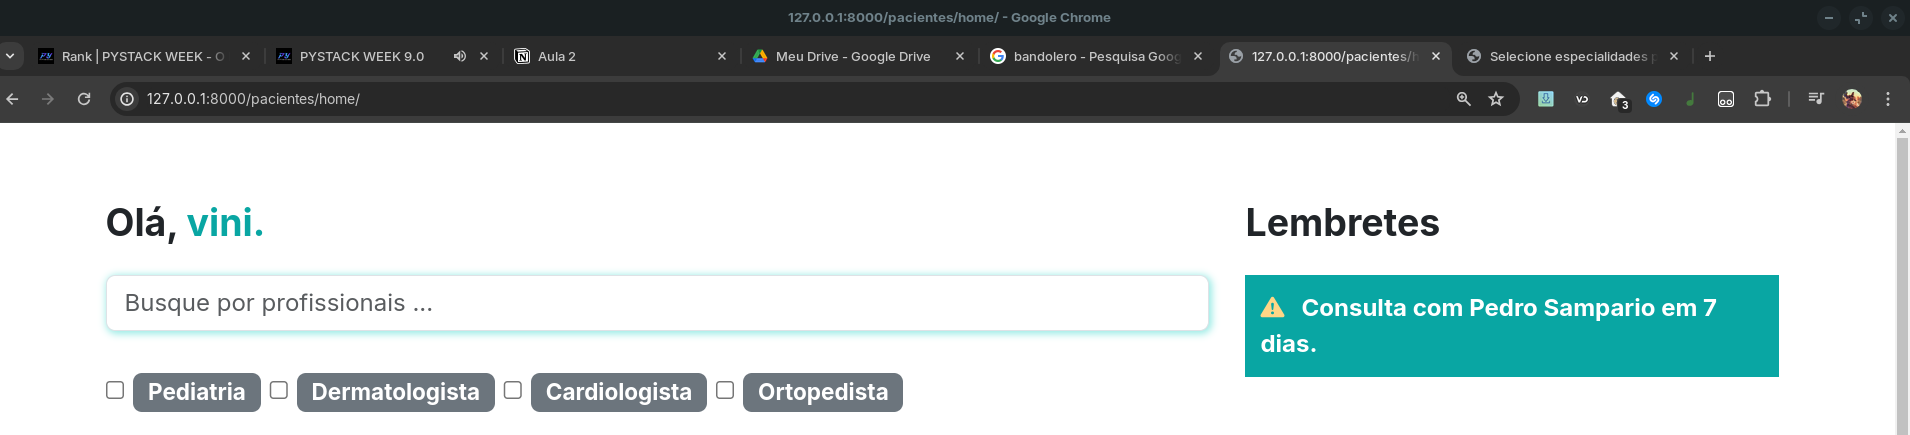 127.0.0.1:8000/pacientes/home/ - Google Chrome
Rank | PYSTACK WEEK - O
PYSTACK WEEK 9.0
Aula 2
Meu Drive - Google Drive
bandolero - Pesquisa Goog
127.0.0.1:8000/pacientes/h
Selecione especialidades p
127.0.0.1:8000/pacientes/home/
VD
3
Olá, vini.
Lembretes
Busque por profissionais ...
Consulta com Pedro Sampario em 7
dias.
Pediatria Dermatologista Cardiologista Ortopedista